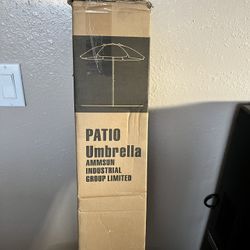 PATIO
Umbrella
AMMSUN
INDUSTRIAL
GROUP LIMITED